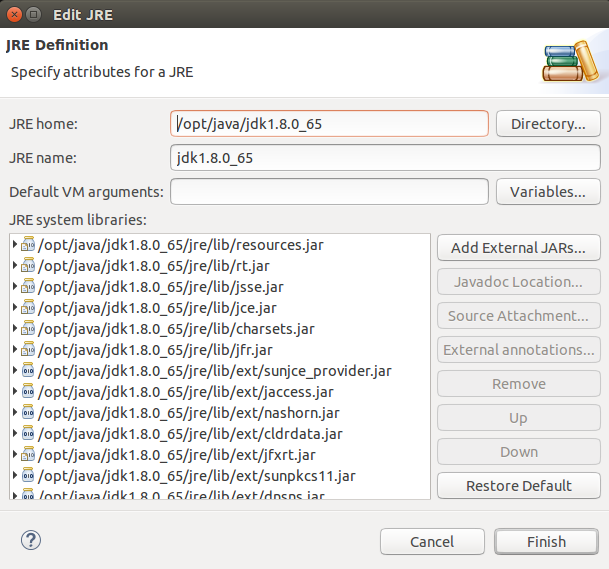 Edit JRE
JRE Definition
Specify attributes for a JRE
JRE home: /opt/java/jdk1.8.0_65 Directory...
JRE name: jdk1.8.0_65
Default VM arguments: Variables...
JRE system libraries:
/opt/java/jdk1.8.0_65/jre/lib/resources.jar
/opt/java/jdk1.8.0_65/jre/lib/rt.jar
/opt/java/jdk1.8.0_65/jre/lib/jsse.jar
/opt/java/jdk1.8.0_65/jre/lib/jce.jar
/opt/java/jdk1.8.0_65/jre/lib/charsets.jar
/opt/java/jdk1.8.0_65/jre/lib/jfr.jar
/opt/java/jdk1.8.0_65/jre/lib/ext/sunjce_provider.jar
/opt/java/jdk1.8.0_65/jre/lib/ext/jaccess.jar
/opt/java/jdk1.8.0_65/jre/lib/ext/nashorn.jar
/opt/java/jdk1.8.0_65/jre/lib/ext/cldrdata.jar
/opt/java/jdk1.8.0_65/jre/lib/ext/jfxrt.jar
/opt/java/jdk1.8.0_65/jre/lib/ext/sunpkcs11.jar
/opt/java/jdk1.8.0_65/jre/lib/ext/dnsns.jar
Add External JARs...
Javadoc Location...
Source Attachment...
External annotations...
Remove
Up
Down
Restore Default
?
Cancel
Finish